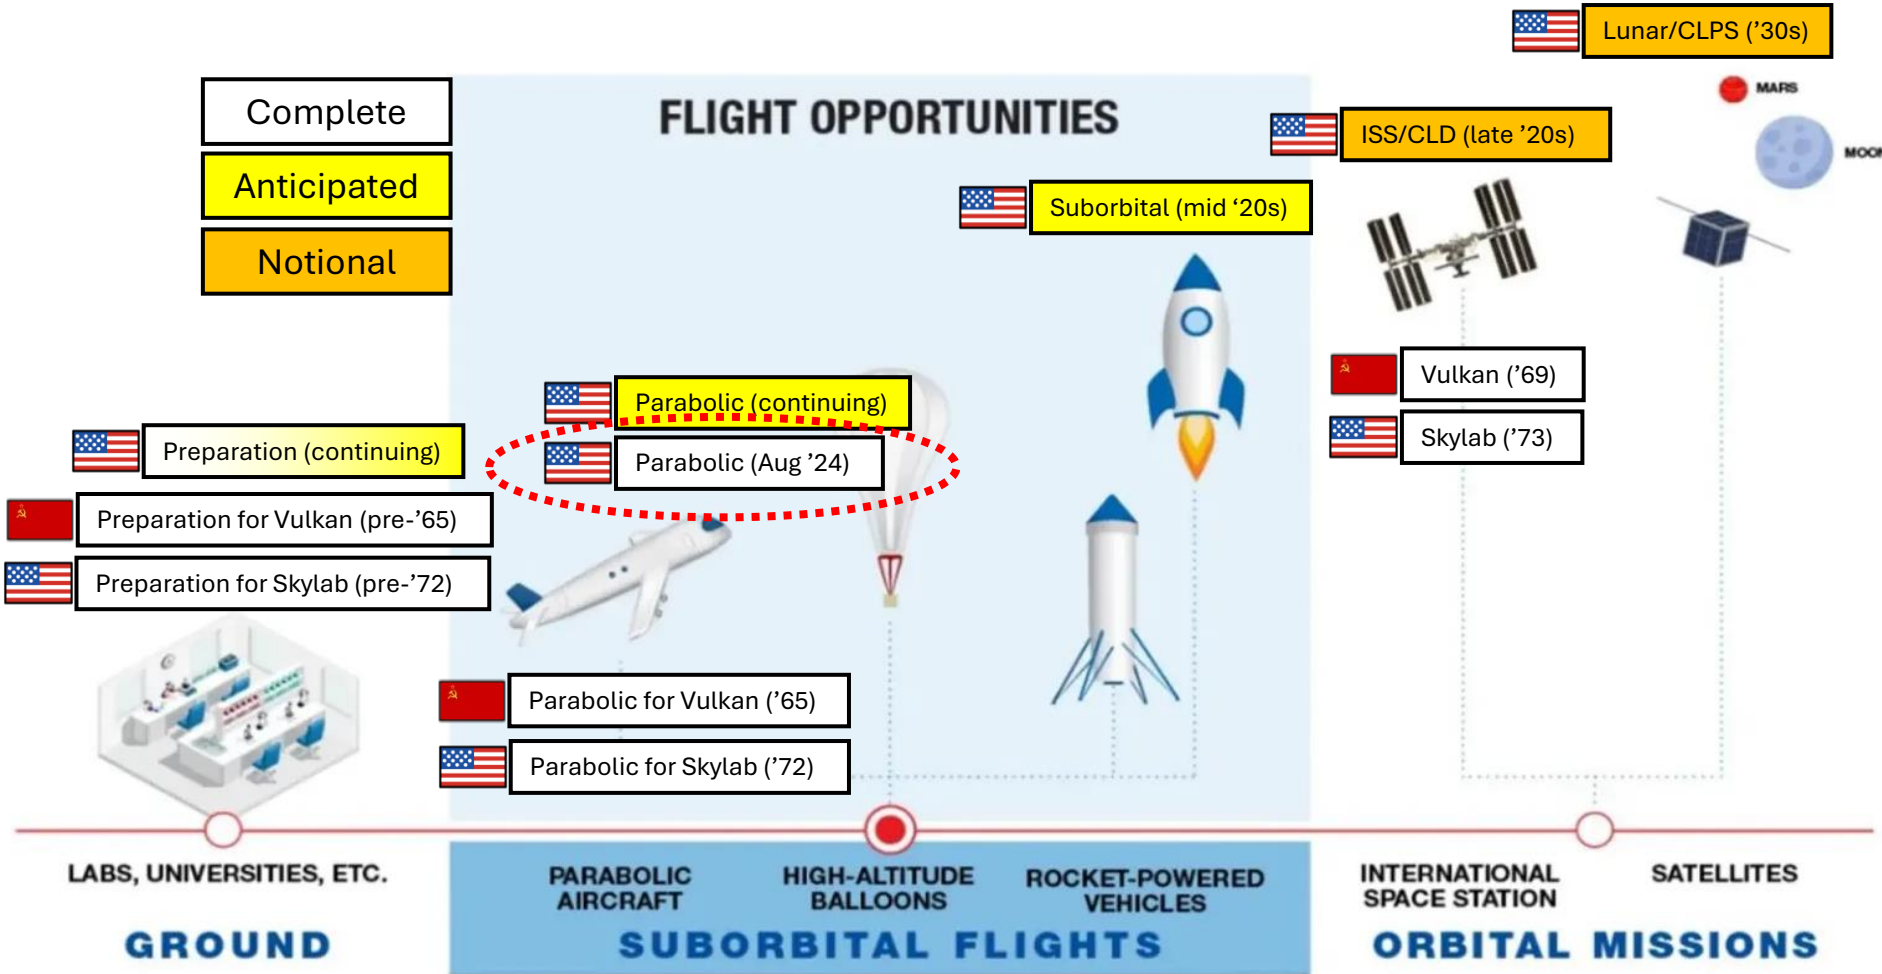 Lunar/CLPS (’30s)
MARS
MOON
Complete
Anticipated
Notional
FLIGHT OPPORTUNITIES
ISS/CLD (late ’20s)
Suborbital (mid ‘20s)
Vulkan (’69)
Skylab (’73)
Parabolic (continuing)
Parabolic (Aug ’24)
Preparation (continuing)
Preparation for Vulkan (pre-’65)
Preparation for Skylab (pre-’72)
Parabolic for Vulkan (’65)
Parabolic for Skylab (’72)
LABS, UNIVERSITIES, ETC.
PARABOLIC
AIRCRAFT
HIGH-ALTITUDE
BALLOONS
ROCKET-POWERED
VEHICLES
INTERNATIONAL
SPACE STATION
SATELLITES
GROUND
SUBORBITAL FLIGHTS
ORBITAL MISSIONS